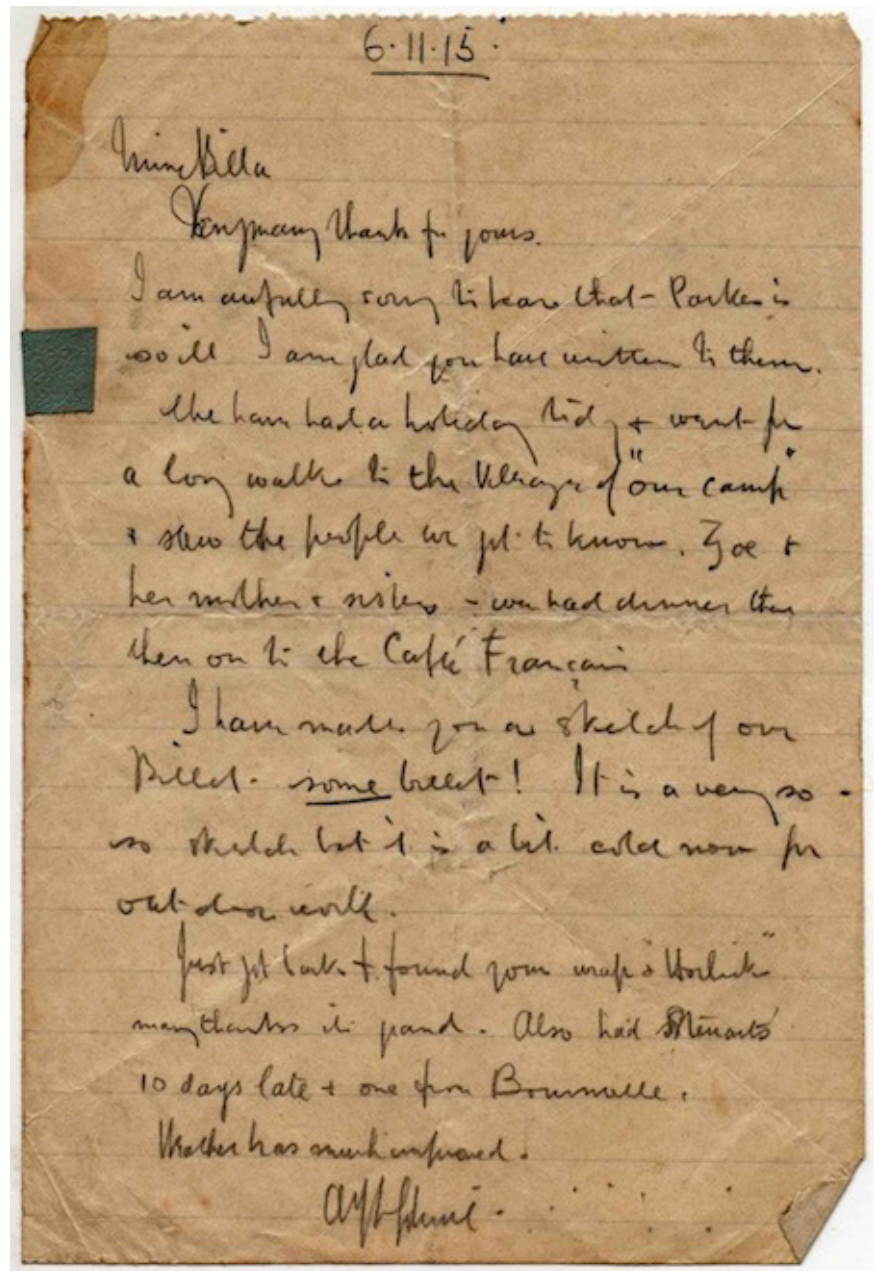 6.11.15.
Mine Billa
Very many thanks for yours.
I am awfully sorry to hear that Parker is
so ill I am glad you have written to them.
We have had a holiday tidy + went for
a long walk to the village of "our camp"
+ saw the people we got to know. Zoe +
her mother + sisters - we had dinner there
then on to the Café Français
I have made you a sketch of our
Billet - some billet! It is a very so-
so sketch but it is a bit cold now for
out door work.
Just got back + found your wrap & "Horlick"
many thanks it is grand. Also had Stewarts
10 days late + one from Bournville.
Weather has much improved.